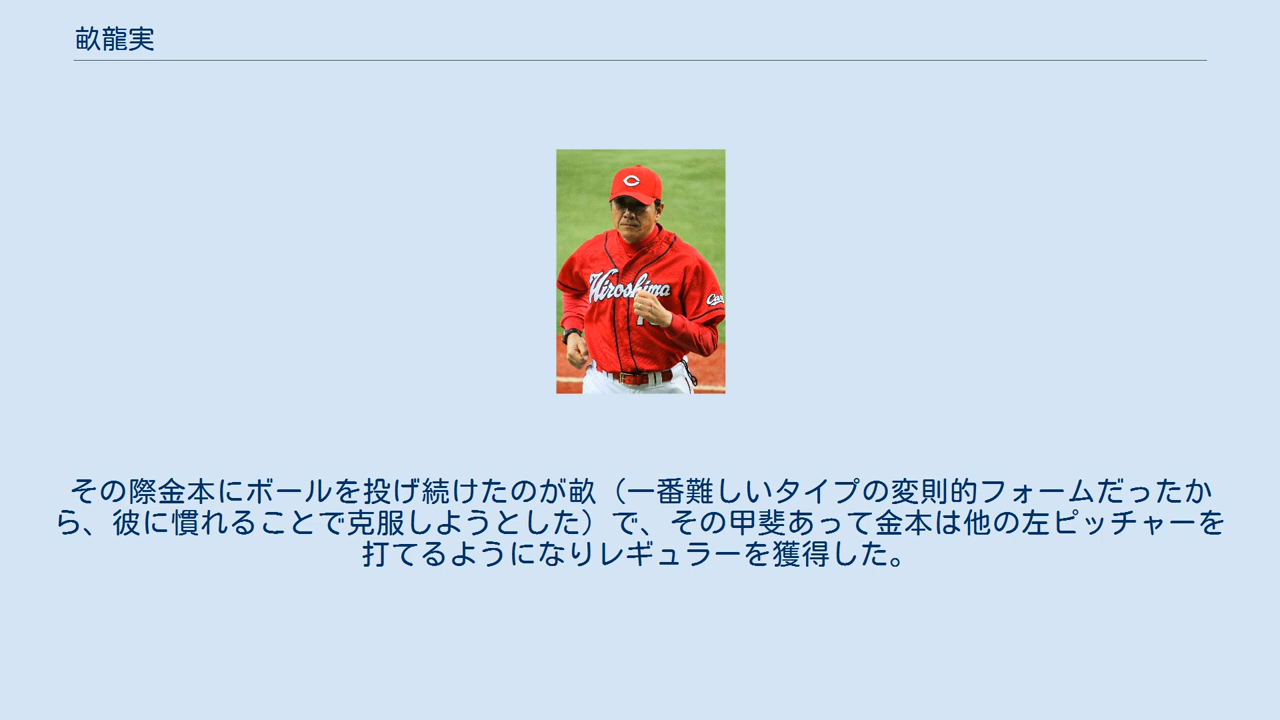 畝龍実
C
Hiroshima
その際金本にボールを投げ続けたのが畝（一番難しいタイプの変則的フォームだったか
ら、彼に慣れることで克服しようとした）で、その甲斐あって金本は他の左ピッチャーを
打てるようになりレギュラーを獲得した。